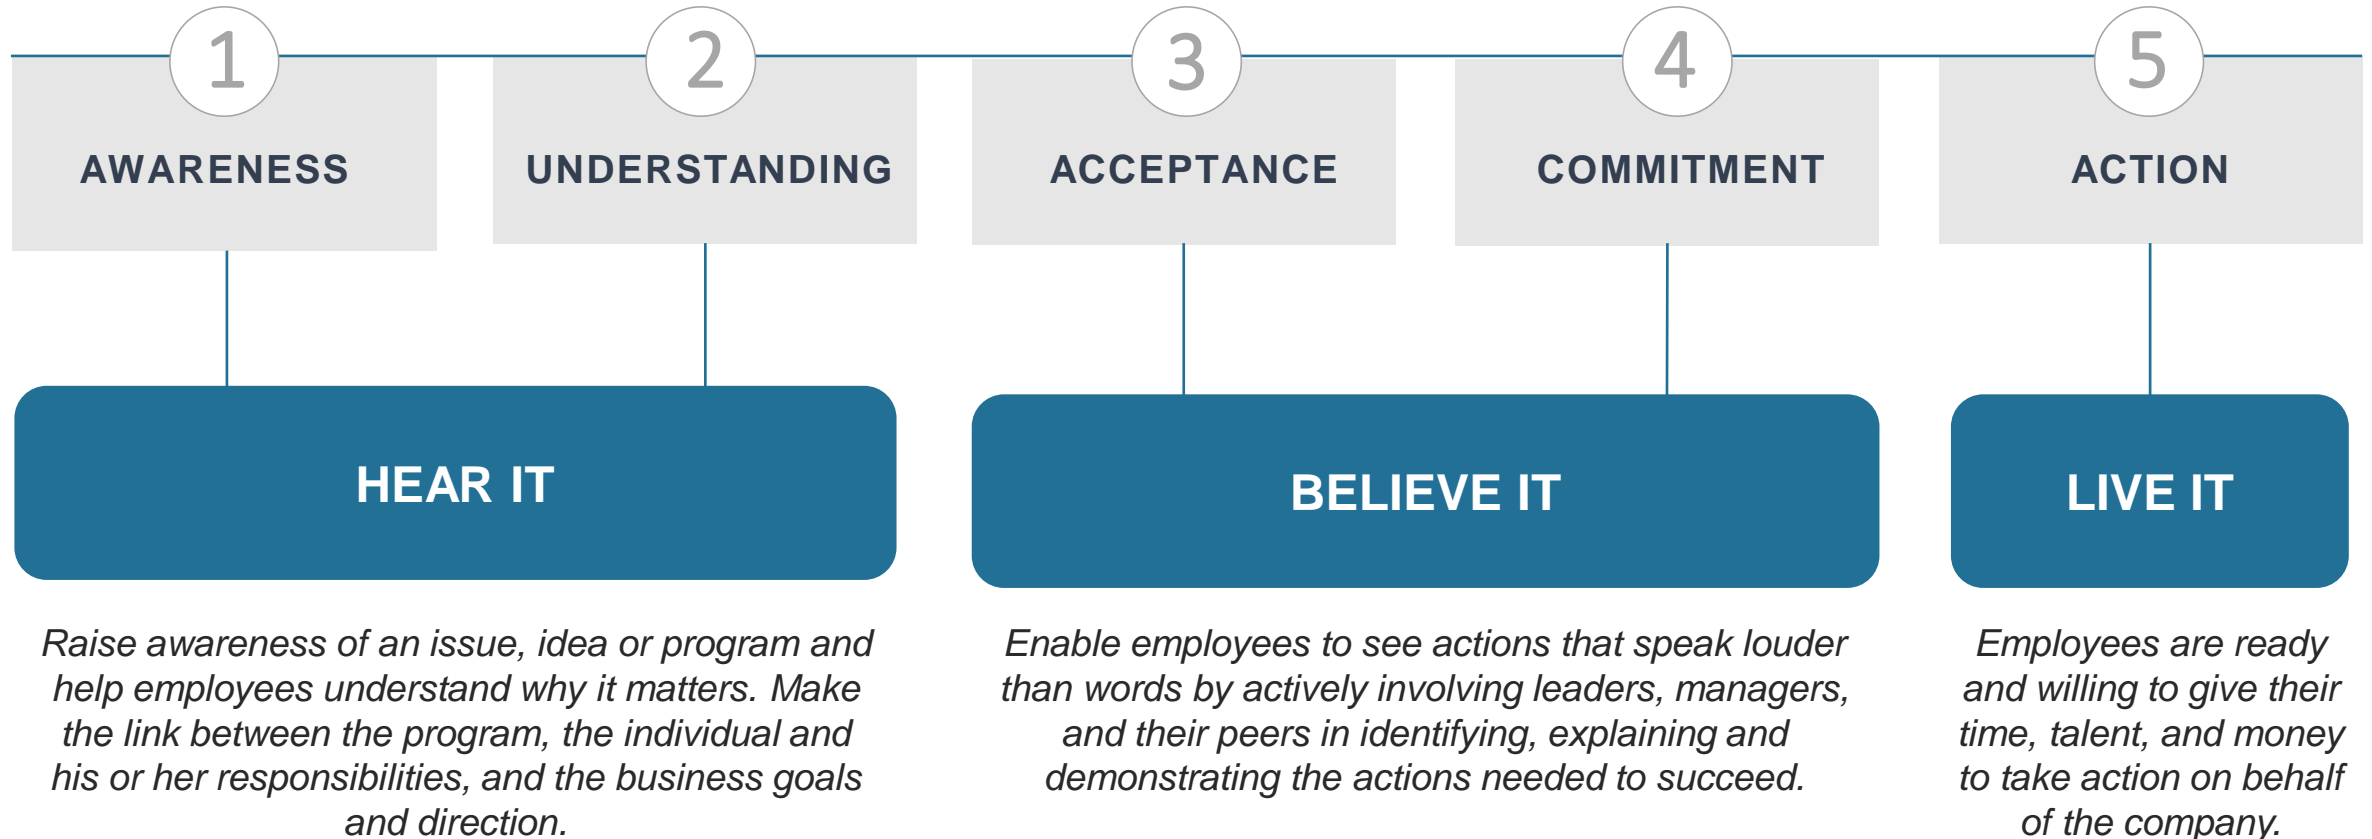 1
2
3
4
5
AWARENESS
UNDERSTANDING
ACCEPTANCE
COMMITMENT
ACTION
HEAR IT
BELIEVE IT
LIVE IT
Raise awareness of an issue, idea or program and
help employees understand why it matters. Make
the link between the program, the individual and
his or her responsibilities, and the business goals
and direction.
Enable employees to see actions that speak louder
than words by actively involving leaders, managers,
and their peers in identifying, explaining and
demonstrating the actions needed to succeed.
Employees are ready
and willing to give their
time, talent, and money
to take action on behalf
of the company.